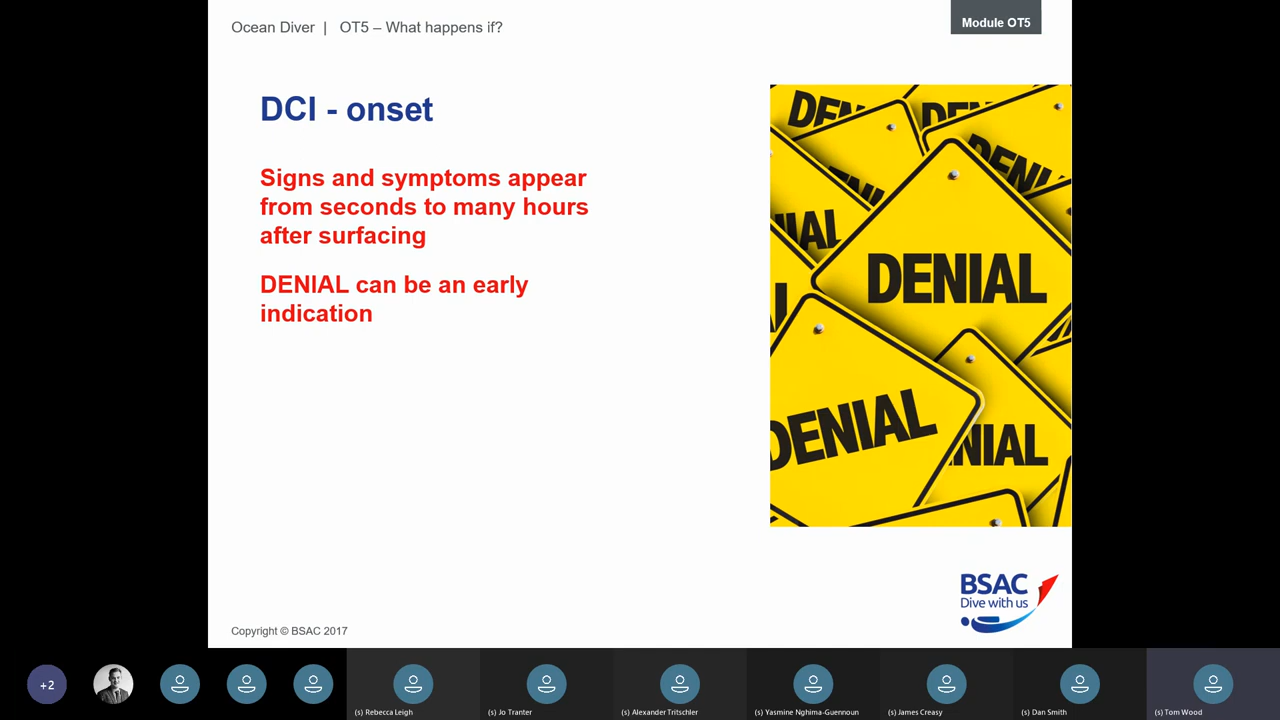 Ocean Diver | OT5 – What happens if?
Module OT5
DCI - onset
Signs and symptoms appear
from seconds to many hours
after surfacing
DENIAL can be an early
indication
DENIAL
DENIAL
BSAC
Dive with us
Copyright © BSAC 2017
+2
(s) Rebecca Leigh
(s) Jo Tranter
(s) Alexander Tritschler
(s) Yasmine Nghima-Guennoun
(s) James Creasy
(s) Dan Smith
(s) Tom Wood